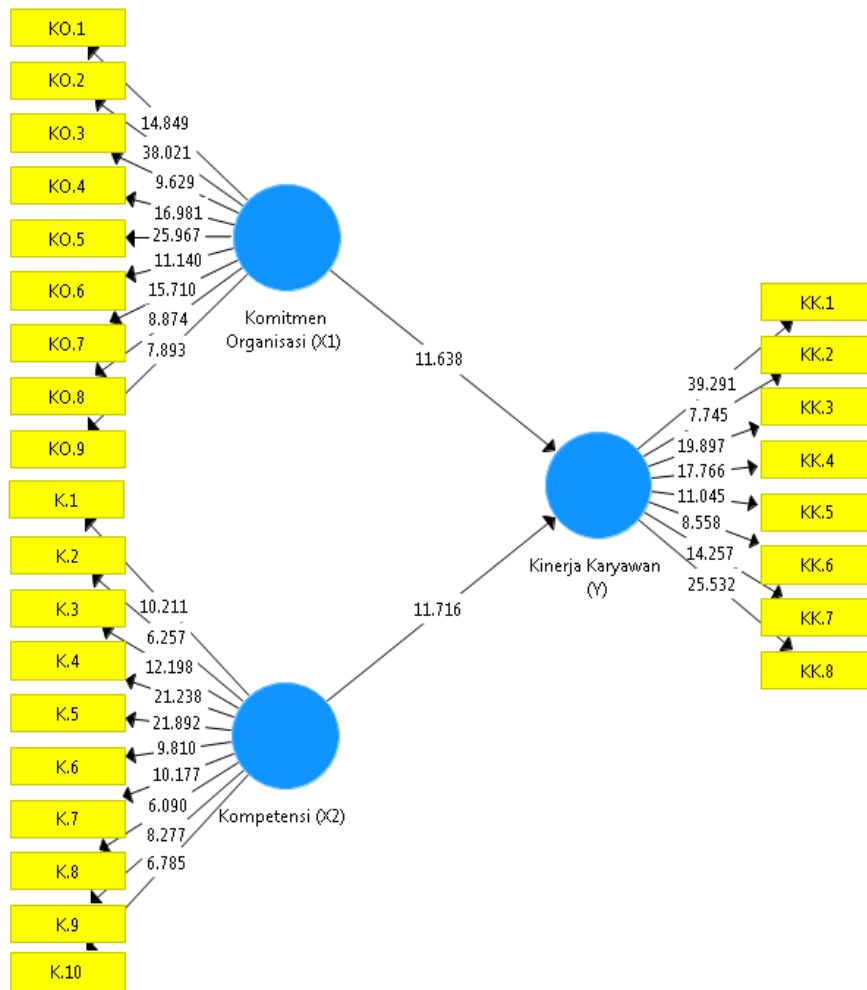 KO.1
KO.2
KO.3
KO.4
KO.5
KO.6
KO.7
KO.8
KO.9
14.849
38.021
9.629
16.981
25.967
11.140
15.710
8.874
7.893
Komitmen
Organisasi (X1)
11.638
K.1
K.2
K.3
K.4
K.5
K.6
K.7
K.8
K.9
K.10
10.211
6.257
12.198
21.238
21.892
9.810
10.177
6.090
8.277
6.785
Kompetensi (X2)
11.716
Kinerja Karyawan
(Y)
39.291
7.745
19.897
17.766
11.045
8.558
14.257
25.532
KK.1
KK.2
KK.3
KK.4
KK.5
KK.6
KK.7
KK.8